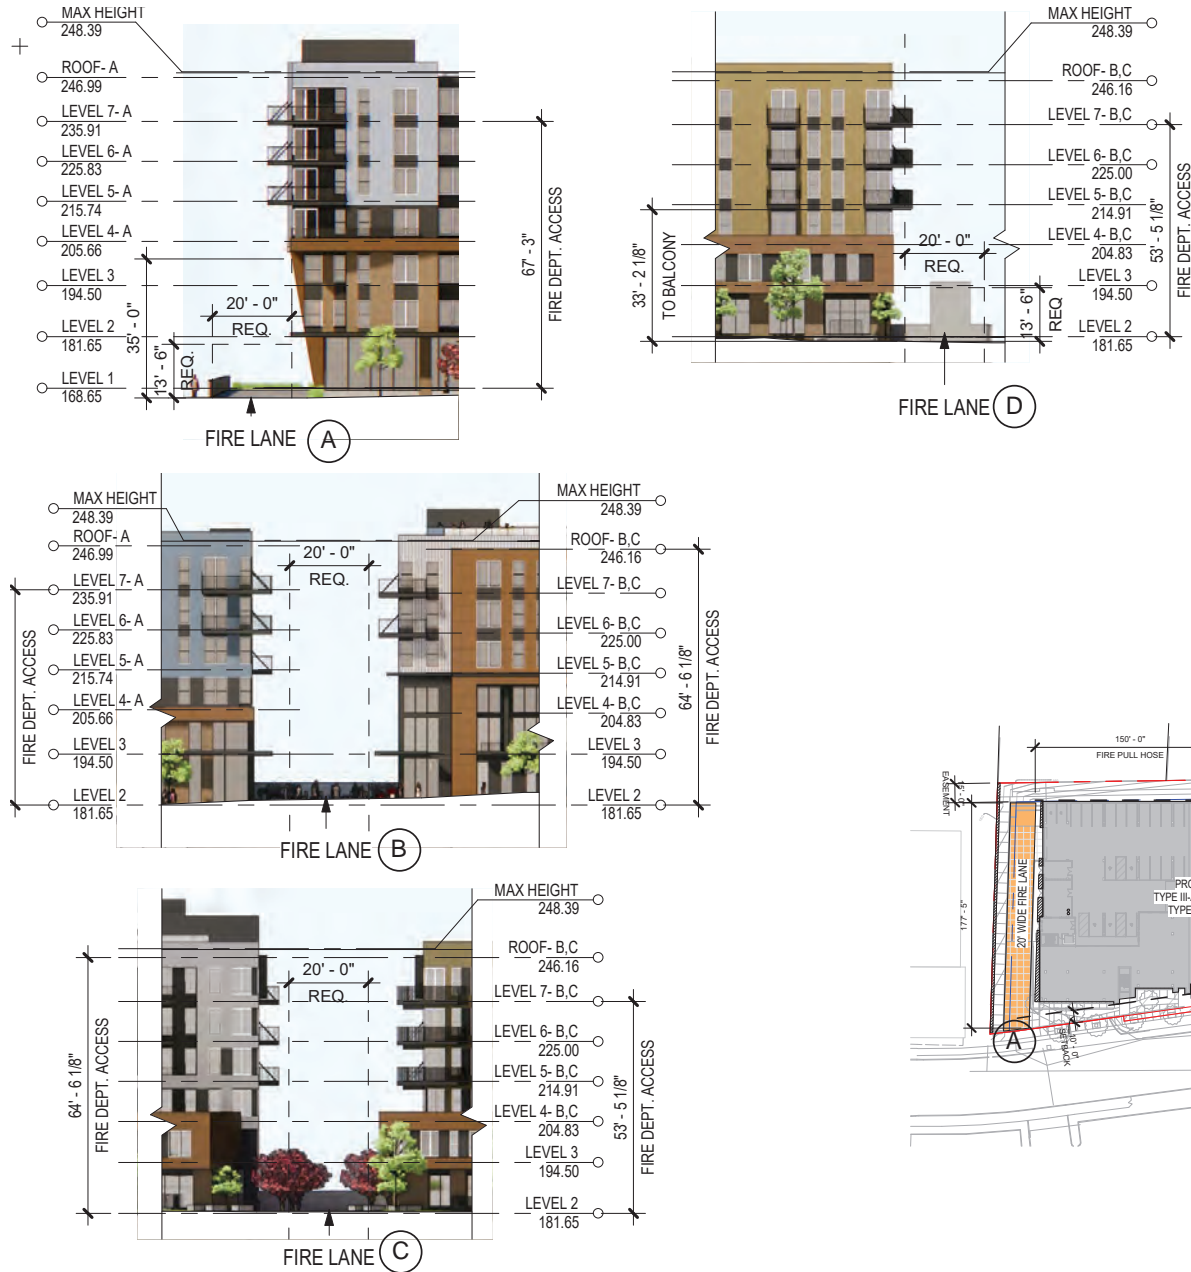 MAX HEIGHT
248.39
ROOF- A
246.99
LEVEL 7- A
235.91
LEVEL 6- A
225.83
LEVEL 5- A
215.74
LEVEL 4- A
205.66
LEVEL 3
194.50
LEVEL 2
181.65
LEVEL 1
168.65
35' - 0"
13' - 6"
REQ.
20' - 0"
REQ.
67' - 3"
FIRE DEPT. ACCESS
FIRE LANE
A
MAX HEIGHT
248.39
ROOF- B,C
246.16
LEVEL 7- B,C
LEVEL 6- B,C
225.00
LEVEL 5- B,C
214.91
LEVEL 4- B,C
204.83
LEVEL 3
194.50
LEVEL 2
181.65
33' - 2 1/8"
TO BALCONY
20' - 0"
REQ.
13' - 6"
REQ
53' - 5 1/8"
FIRE DEPT. ACCESS
FIRE LANE
D
MAX HEIGHT
248.39
ROOF- A
246.99
LEVEL 7- A
235.91
LEVEL 6- A
225.83
LEVEL 5- A
215.74
LEVEL 4- A
205.66
LEVEL 3
194.50
LEVEL 2
181.65
FIRE DEPT. ACCESS
20' - 0"
REQ.
MAX HEIGHT
248.39
ROOF- B,C
246.16
LEVEL 7- B,C
LEVEL 6- B,C
225.00
LEVEL 5- B,C
214.91
LEVEL 4- B,C
204.83
LEVEL 3
194.50
LEVEL 2
181.65
64' - 6 1/8"
FIRE DEPT. ACCESS
FIRE LANE
B
64' - 6 1/8"
FIRE DEPT. ACCESS
20' - 0"
REQ.
MAX HEIGHT
248.39
ROOF- B,C
246.16
LEVEL 7- B,C
LEVEL 6- B,C
225.00
LEVEL 5- B,C
214.91
LEVEL 4- B,C
204.83
LEVEL 3
194.50
LEVEL 2
181.65
53' - 5 1/8"
FIRE DEPT. ACCESS
FIRE LANE
C
150' - 0"
FIRE PULL HOSE
EASEMENT
177' - 5"
20' WIDE FIRE LANE
PRO
TYPE III-
TYPE
10' - 0"
SETBACK
A